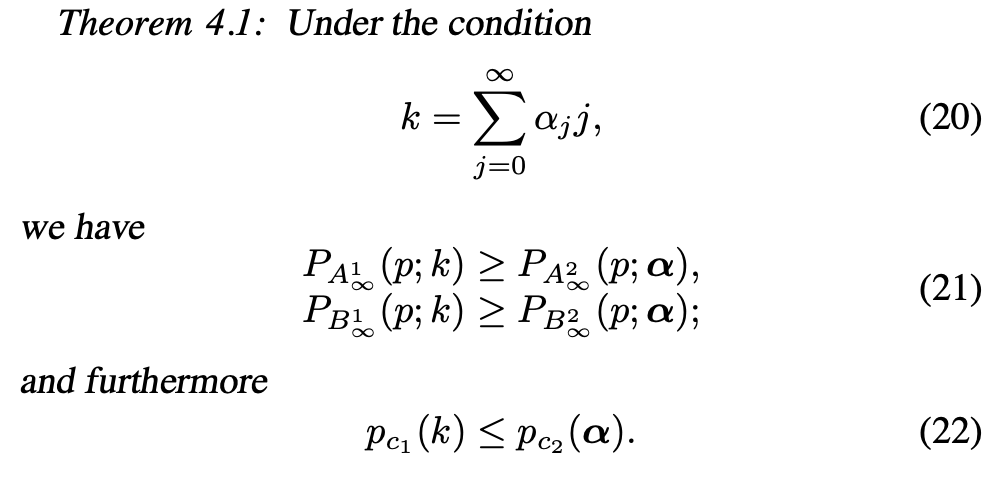 Theorem 4.1: Under the condition
k = ∑_{j=0}^{∞} α_j j, (20)
we have
P_{A^1_∞}(p; k) ≥ P_{A^2_∞}(p; **α**),
P_{B^1_∞}(p; k) ≥ P_{B^2_∞}(p; **α**); (21)
and furthermore
p_{c_1}(k) ≤ p_{c_2}(**α**). (22)